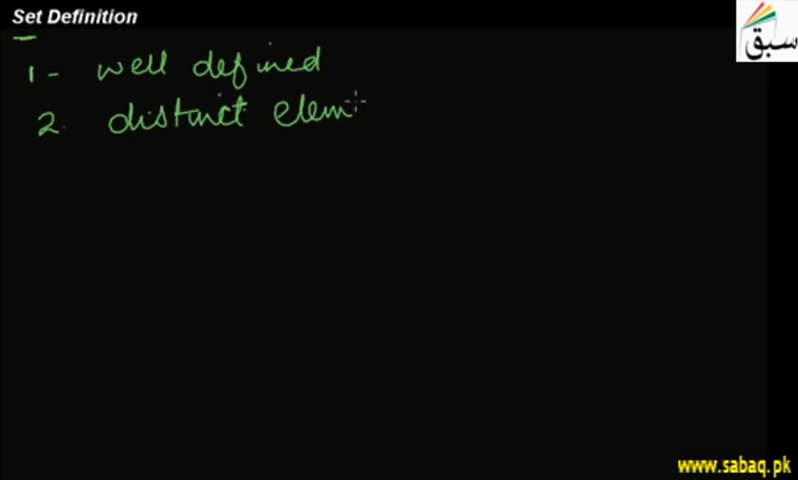 Set Definition
سبق
1- well defined
2. distinct elem
www.sabaq.pk